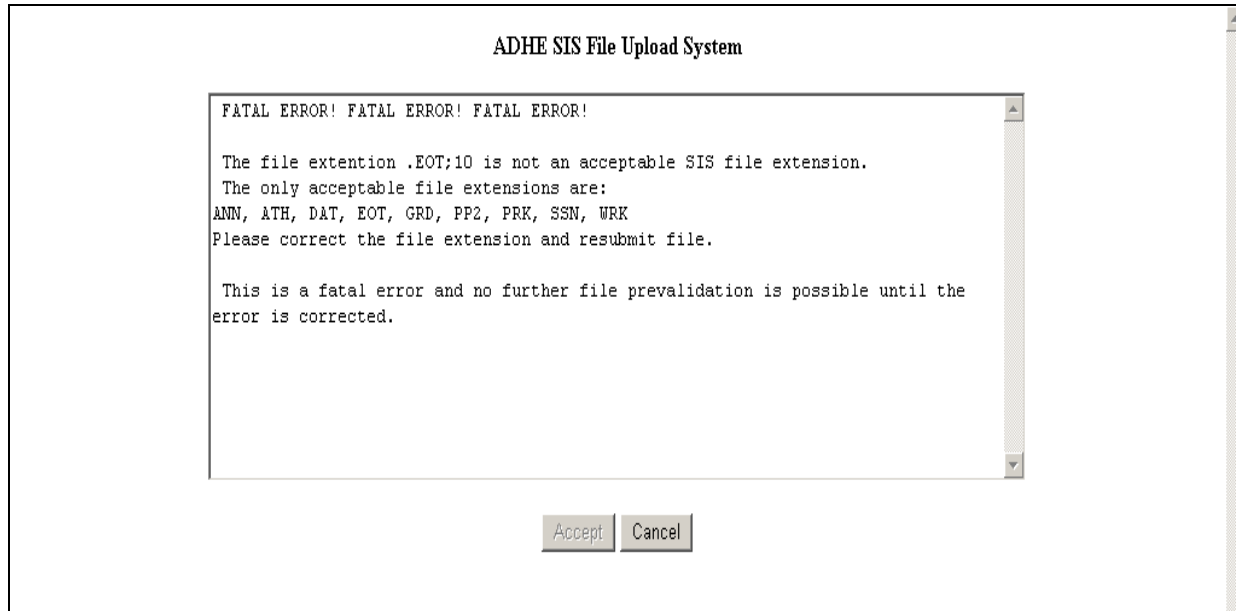 ADHE SIS File Upload System
FATAL ERROR! FATAL ERROR! FATAL ERROR!
The file extention .EOT;10 is not an acceptable SIS file extension.
The only acceptable file extensions are:
ANN, ATH, DAT, EOT, GRD, PP2, PRK, SSN, WRK
Please correct the file extension and resubmit file.
This is a fatal error and no further file prevalidation is possible until the
error is corrected.
Accept Cancel